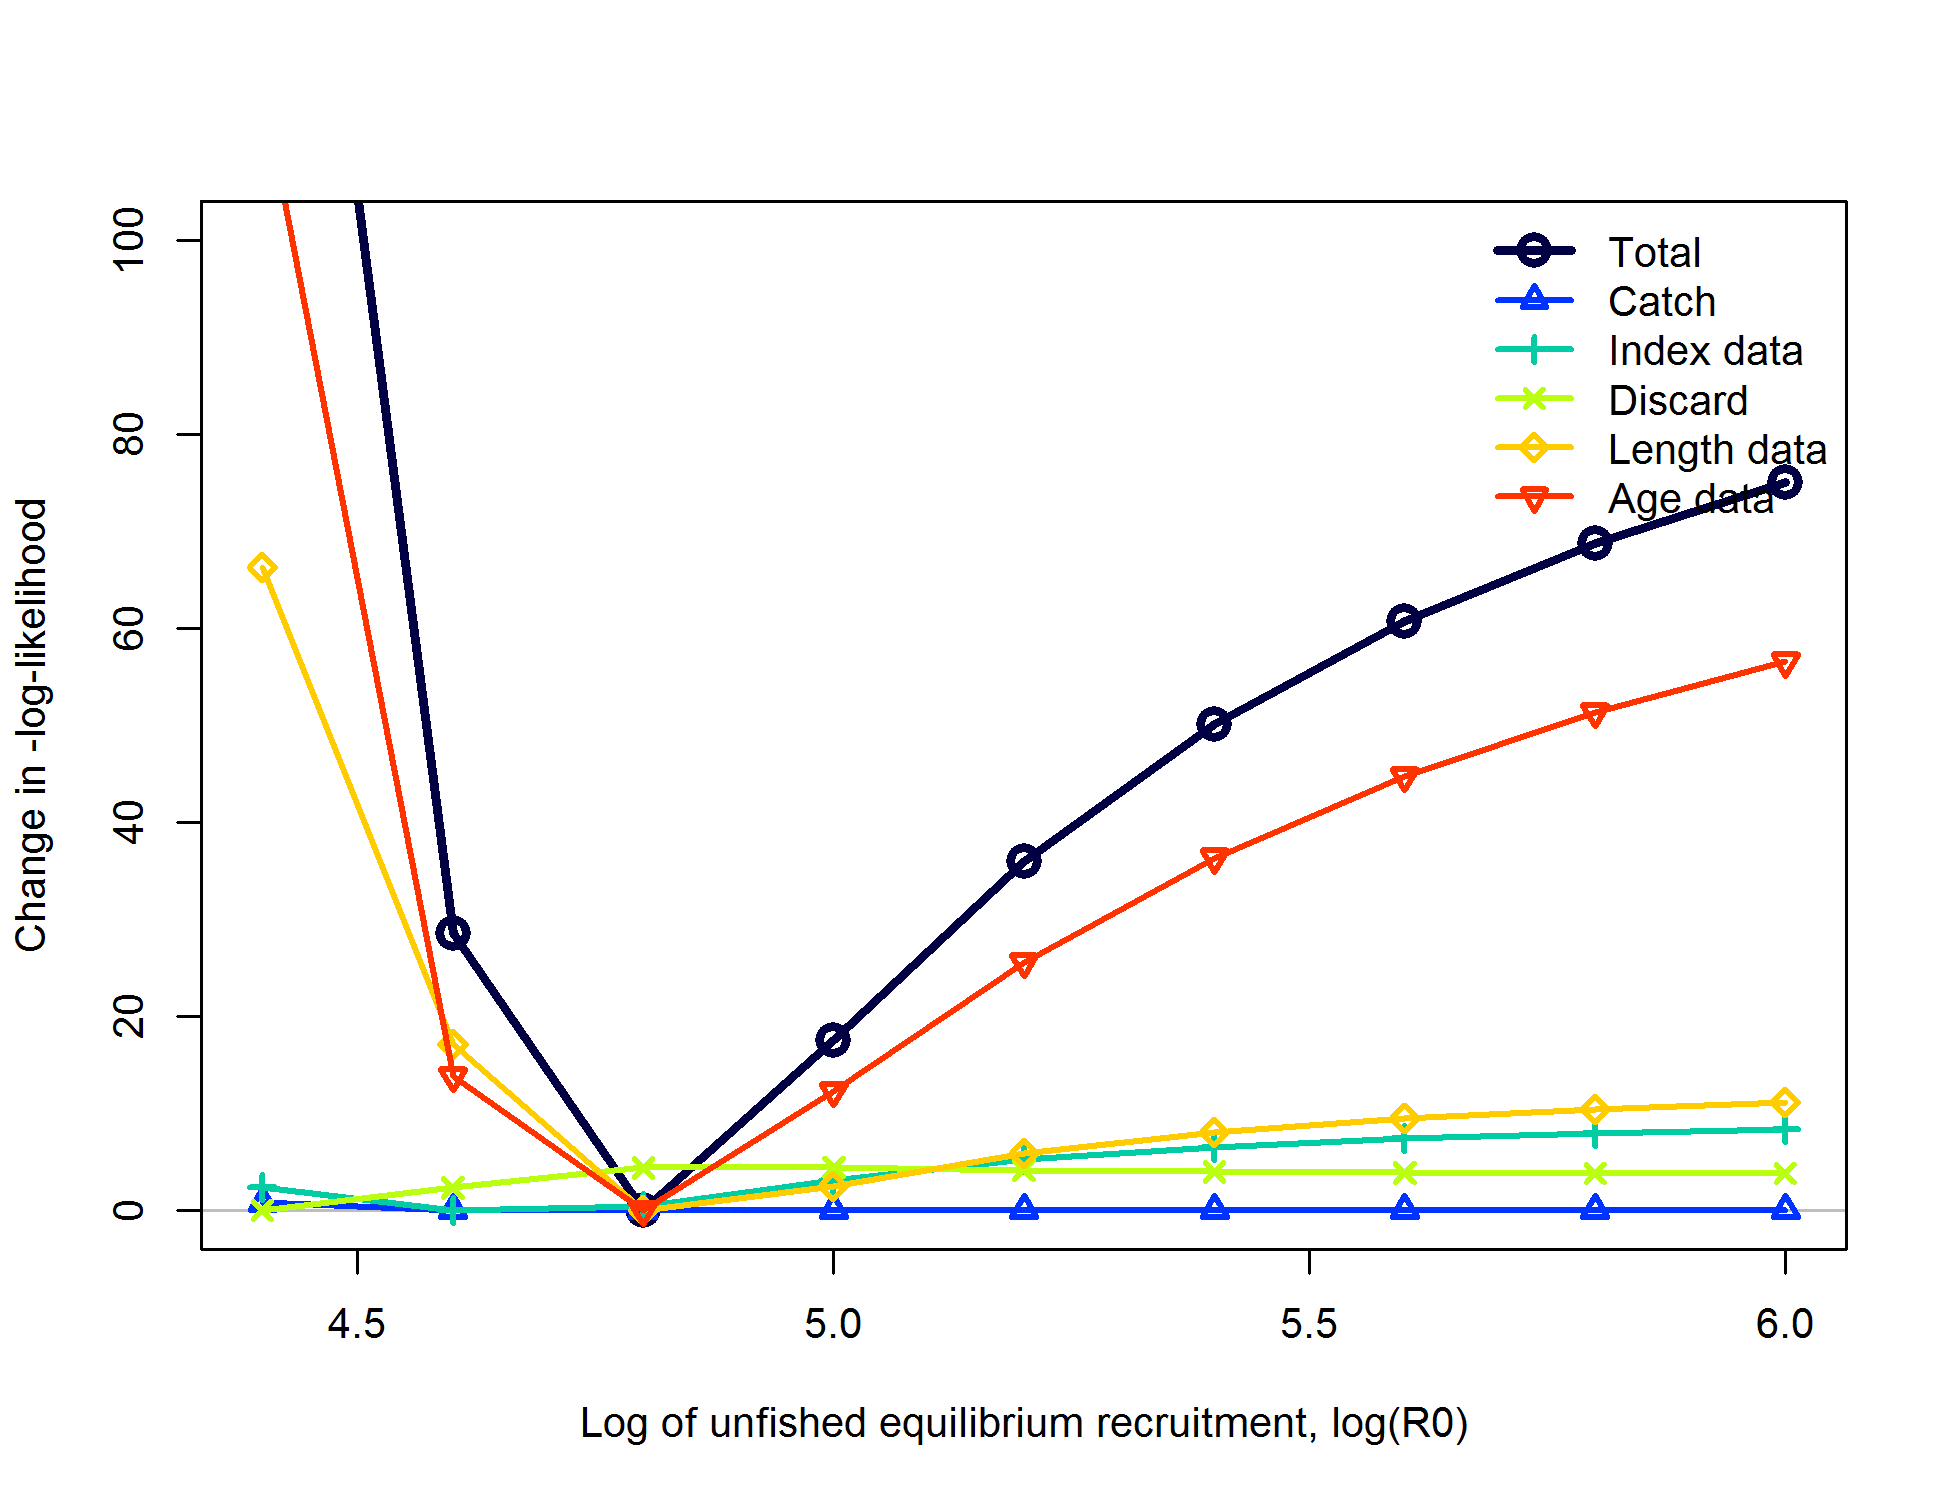 Total
Catch
Index data
Discard
Length data
Age data
100
80
60
40
20
0
Change in -log-likelihood
4.5 5.0 5.5 6.0
Log of unfished equilibrium recruitment, log(R0)